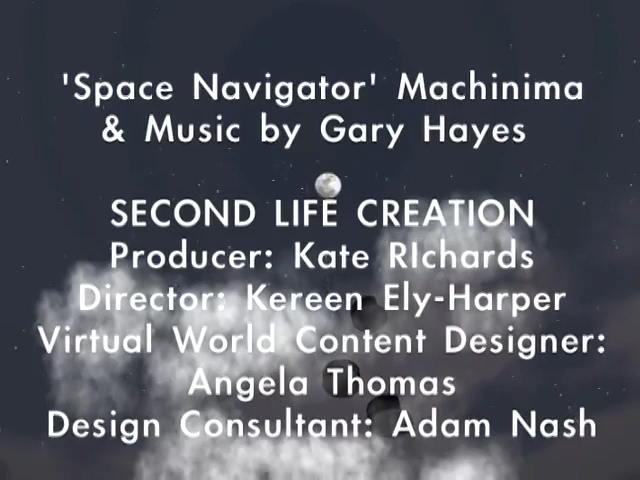 'Space Navigator' Machinima
& Music by Gary Hayes
SECOND LIFE CREATION
Producer: Kate RIchards
Director: Kereen Ely-Harper
Virtual World Content Designer:
Angela Thomas
Design Consultant: Adam Nash